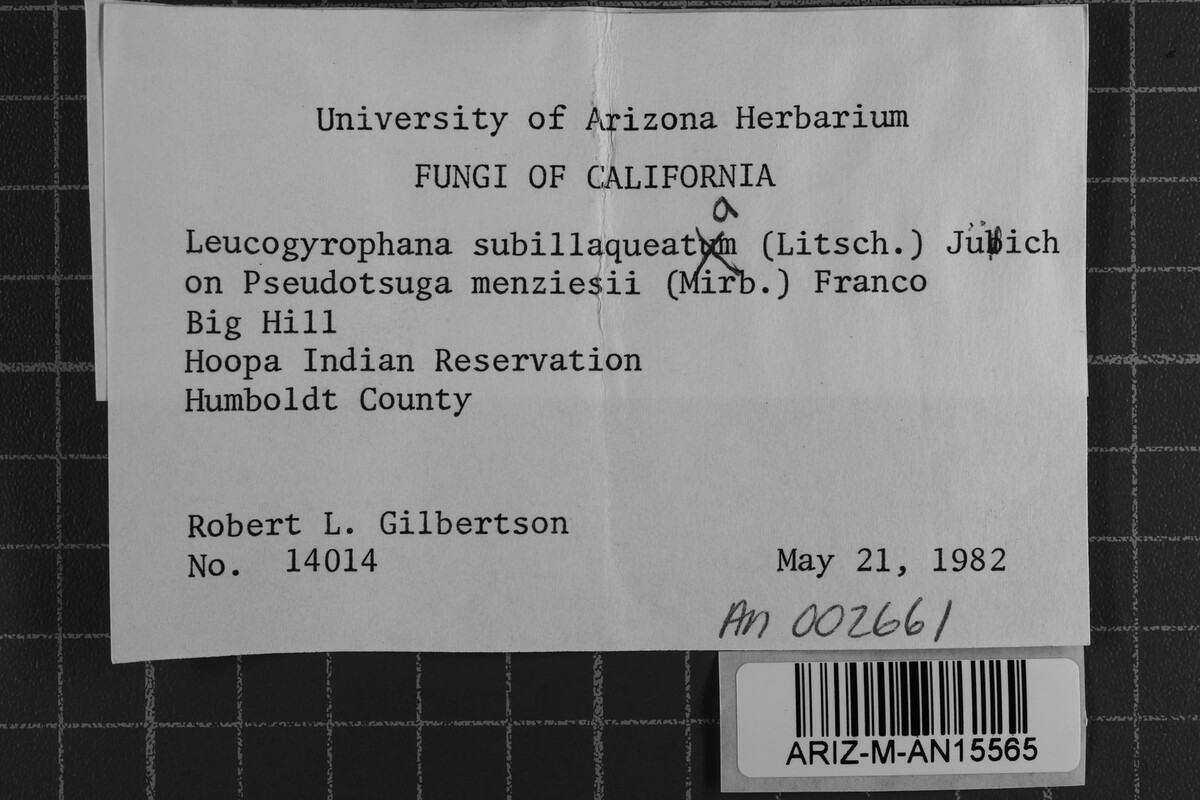 University of Arizona Herbarium
FUNGI OF CALIFORNIA
Leucogyrophana subillaqueata (Litsch.) Jülich
on Pseudotsuga menziesii (Mirb.) Franco
Big Hill
Hoopa Indian Reservation
Humboldt County
Robert L. Gilbertson
No. 14014
May 21, 1982
An 002661
ARIZ-M-AN15565